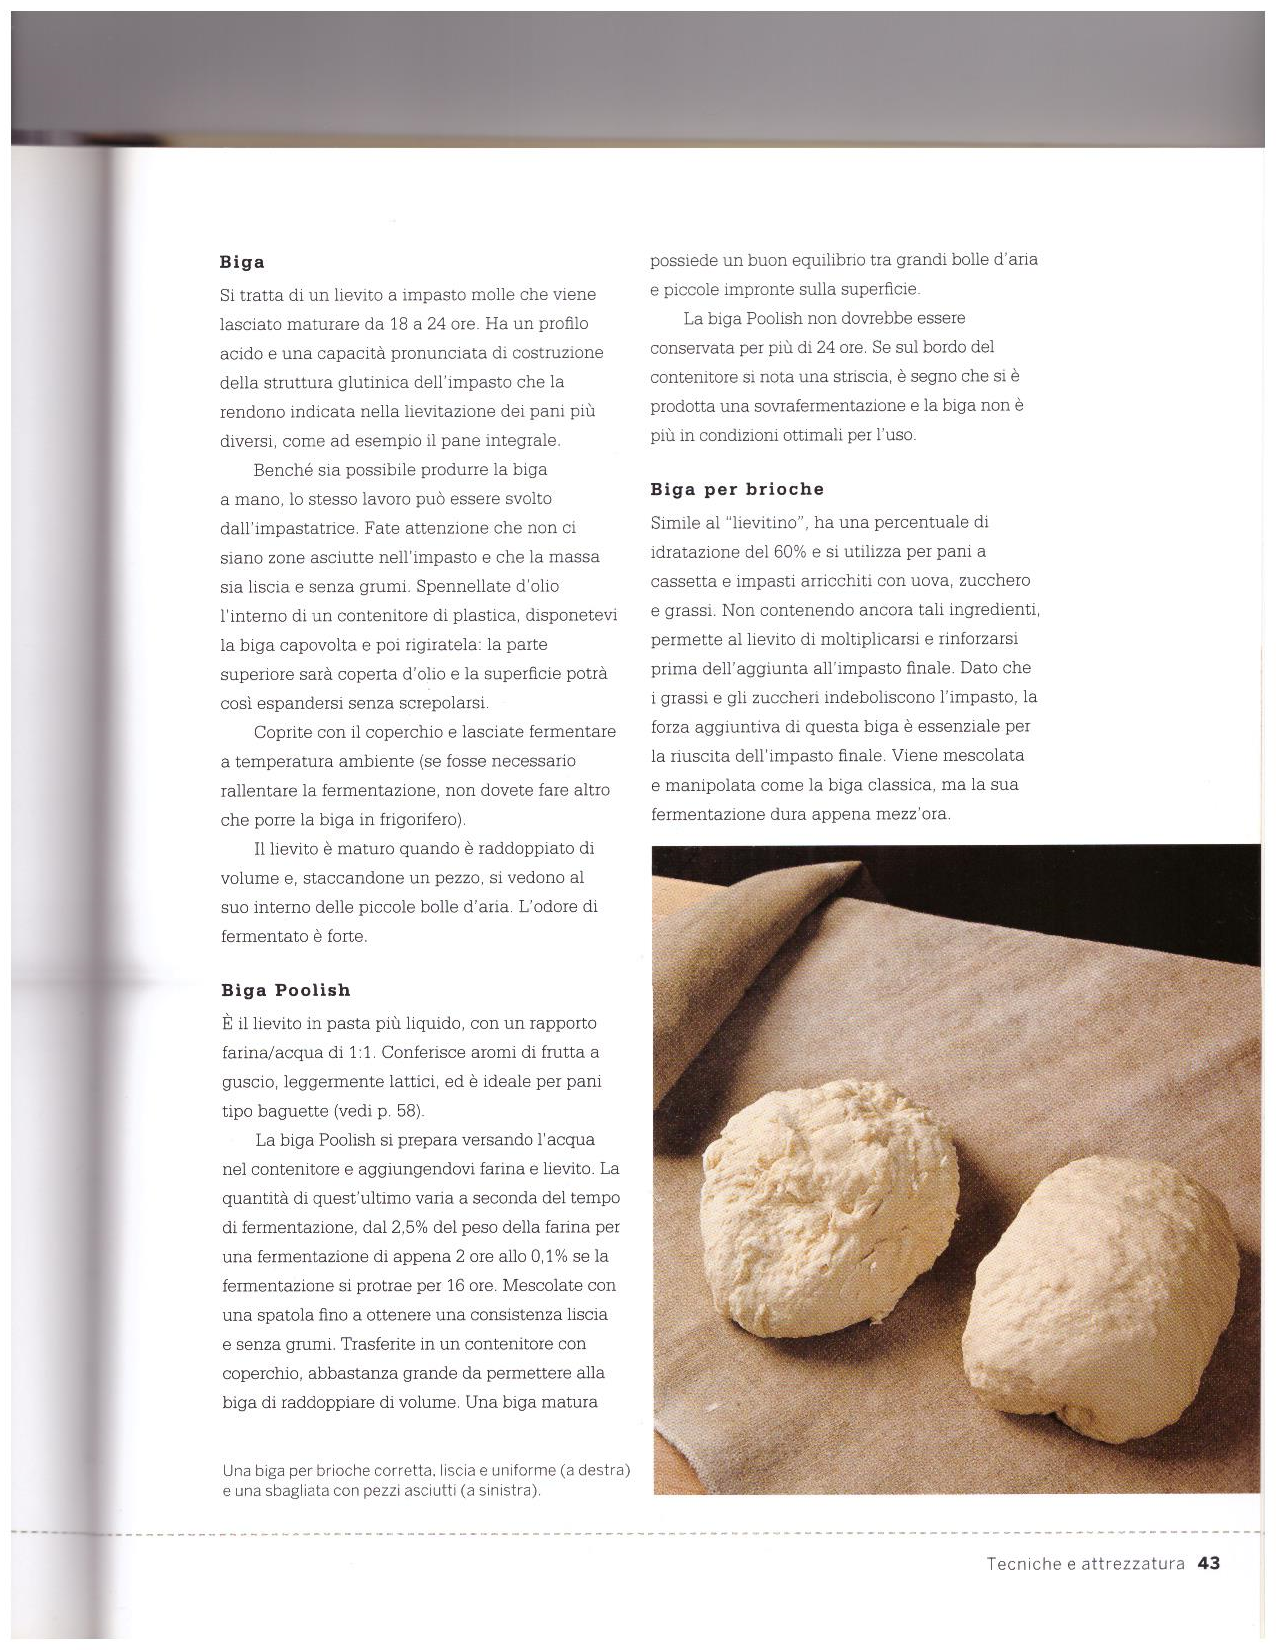 Biga
Si tratta di un lievito a impasto molle che viene
lasciato maturare da 18 a 24 ore. Ha un profilo
acido e una capacità pronunciata di costruzione
della struttura glutinica dell'impasto che la
rendono indicata nella lievitazione dei pani più
diversi, come ad esempio il pane integrale.
Benché sia possibile produrre la biga
a mano, lo stesso lavoro può essere svolto
dall'impastatrice. Fate attenzione che non ci
siano zone asciutte nell'impasto e che la massa
sia liscia e senza grumi. Spennellate d'olio
l'interno di un contenitore di plastica, disponetevi
la biga capovolta e poi rigiratela: la parte
superiore sarà coperta d'olio e la superficie potrà
così espandersi senza screpolarsi.
Coprite con il coperchio e lasciate fermentare
a temperatura ambiente (se fosse necessario
rallentare la fermentazione, non dovete fare altro
che porre la biga in frigorifero).
Il lievito è maturo quando è raddoppiato di
volume e, staccandone un pezzo, si vedono al
suo interno delle piccole bolle d'aria. L'odore di
fermentato è forte.
Biga Poolish
È il lievito in pasta più liquido, con un rapporto
farina/acqua di 1:1. Conferisce aromi di frutta a
guscio, leggermente lattici, ed è ideale per pani
tipo baguette (vedi p. 58).
La biga Poolish si prepara versando l'acqua
nel contenitore e aggiungendovi farina e lievito. La
quantità di quest'ultimo varia a seconda del tempo
di fermentazione, dal 2,5% del peso della farina per
una fermentazione di appena 2 ore allo 0,1% se la
fermentazione si protrae per 16 ore. Mescolate con
una spatola fino a ottenere una consistenza liscia
e senza grumi. Trasferite in un contenitore con
coperchio, abbastanza grande da permettere alla
biga di raddoppiare di volume. Una biga matura
possiede un buon equilibrio tra grandi bolle d'aria
e piccole impronte sulla superficie.
La biga Poolish non dovrebbe essere
conservata per più di 24 ore. Se sul bordo del
contenitore si nota una striscia, è segno che si è
prodotta una sovrafermentazione e la biga non è
più in condizioni ottimali per l'uso.
Biga per brioche
Simile al "lievitino", ha una percentuale di
idratazione del 60% e si utilizza per pani a
cassetta e impasti arricchiti con uova, zucchero
e grassi. Non contenendo ancora tali ingredienti,
permette al lievito di moltiplicarsi e rinforzarsi
prima dell'aggiunta all'impasto finale. Dato che
i grassi e gli zuccheri indeboliscono l'impasto, la
forza aggiuntiva di questa biga è essenziale per
la riuscita dell'impasto finale. Viene mescolata
e manipolata come la biga classica, ma la sua
fermentazione dura appena mezz'ora.
Una biga per brioche corretta, liscia e uniforme (a destra)
e una sbagliata con pezzi asciutti (a sinistra).
Tecniche e attrezzatura 43